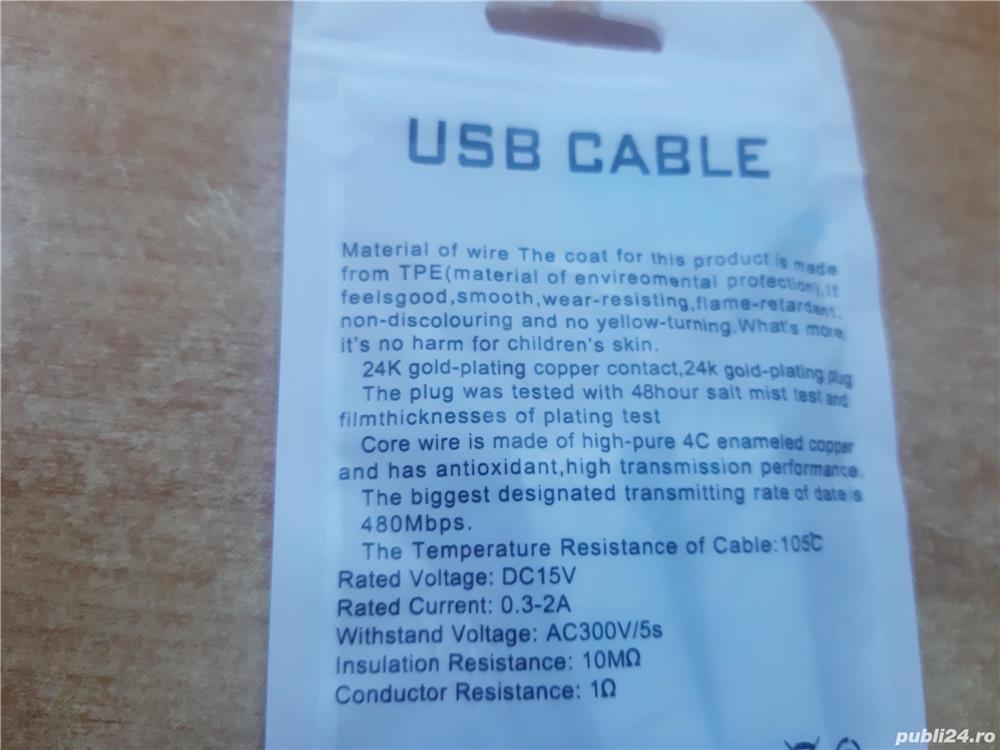 USB CABLE
Material of wire The coat for this product is made
from TPE(material of envireomental protection),It
feelsgood,smooth,wear-resisting,flame-retardant,
non-discolouring and no yellow-turning.What's more
it's no harm for children's skin.
24K gold-plating copper contact,24k gold-plating plug
The plug was tested with 48hour salt mist test and
filmthicknesses of plating test
Core wire is made of high-pure 4C enameled copper
and has antioxidant,high transmission performance.
The biggest designated transmitting rate of date is
480Mbps.
The Temperature Resistance of Cable:105℃
Rated Voltage: DC15V
Rated Current: 0.3-2A
Withstand Voltage: AC300V/5s
Insulation Resistance: 10MΩ
Conductor Resistance: 1Ω
publi24.ro